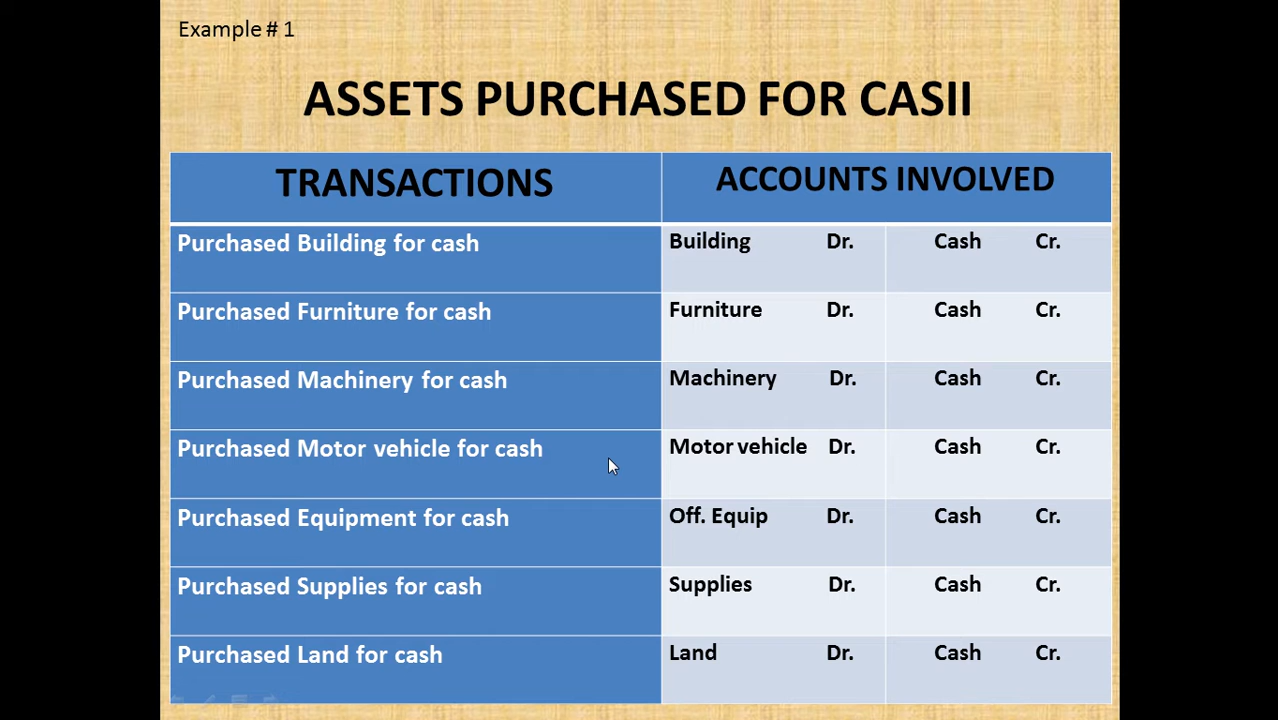 Example # 1
ASSETS PURCHASED FOR CASII
TRANSACTIONS ACCOUNTS INVOLVED
Purchased Building for cash Building Dr. Cash Cr.
Purchased Furniture for cash Furniture Dr. Cash Cr.
Purchased Machinery for cash Machinery Dr. Cash Cr.
Purchased Motor vehicle for cash Motor vehicle Dr. Cash Cr.
Purchased Equipment for cash Off. Equip Dr. Cash Cr.
Purchased Supplies for cash Supplies Dr. Cash Cr.
Purchased Land for cash Land Dr. Cash Cr.